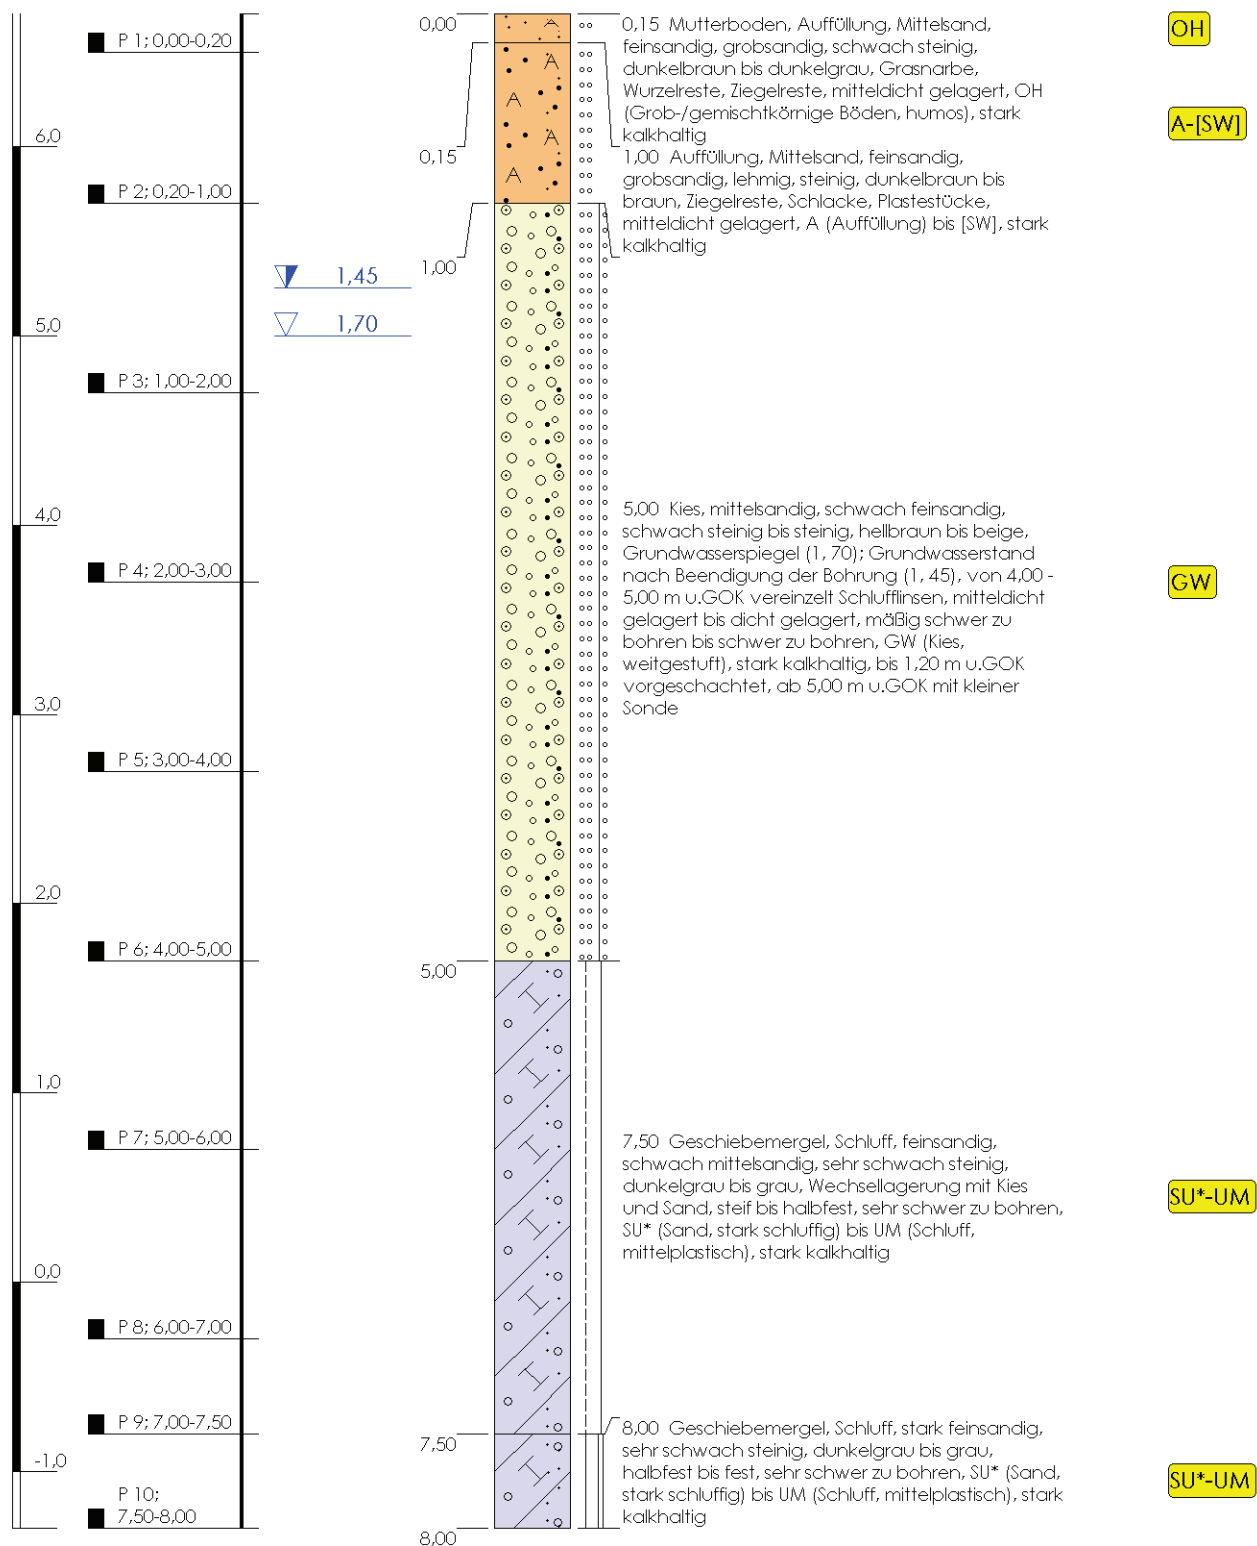 0,00
0,15 Mutterboden, Auffüllung, Mittelsand,
feinsandig, grobsandig, schwach steinig,
dunkelbraun bis dunkelgrau, Grasnarbe,
Wurzelreste, Ziegelreste, mitteldicht gelagert, OH
(Grob-/gemischtkörnige Böden, humos), stark
kalkhaltig
OH
P 1; 0,00-0,20
A
A
A
A
A
A-[SW]
6,0
0,15
1,00 Auffüllung, Mittelsand, feinsandig,
grobsandig, lehmig, steinig, dunkelbraun bis
braun, Ziegelreste, Schlacke, Plastestücke,
mitteldicht gelagert, A (Auffüllung) bis [SW], stark
kalkhaltig
P 2; 0,20-1,00
1,00
1,45
1,70
5,0
P 3; 1,00-2,00
4,0
5,00 Kies, mittelsandig, schwach feinsandig,
schwach steinig bis steinig, hellbraun bis beige,
Grundwasserspiegel (1, 70); Grundwasserstand
nach Beendigung der Bohrung (1, 45), von 4,00 -
5,00 m u.GOK vereinzelt Schlufflinsen, mitteldicht
gelagert bis dicht gelagert, mäßig schwer zu
bohren bis schwer zu bohren, GW (Kies,
weitgestuft), stark kalkhaltig, bis 1,20 m u.GOK
vorgeschachtet, ab 5,00 m u.GOK mit kleiner
Sonde
GW
P 4; 2,00-3,00
3,0
P 5; 3,00-4,00
2,0
P 6; 4,00-5,00
5,00
1,0
P 7; 5,00-6,00
7,50 Geschiebemergel, Schluff, feinsandig,
schwach mittelsandig, sehr schwach steinig,
dunkelgrau bis grau, Wechsellagerung mit Kies
und Sand, steif bis halbfest, sehr schwer zu bohren,
SU* (Sand, stark schluffig) bis UM (Schluff,
mittelplastisch), stark kalkhaltig
SU*-UM
0,0
P 8; 6,00-7,00
P 9; 7,00-7,50
7,50
8,00 Geschiebemergel, Schluff, stark feinsandig,
sehr schwach steinig, dunkelgrau bis grau,
halbfest bis fest, sehr schwer zu bohren, SU* (Sand,
stark schluffig) bis UM (Schluff, mittelplastisch), stark
kalkhaltig
SU*-UM
-1,0
P 10;
7,50-8,00
8,00